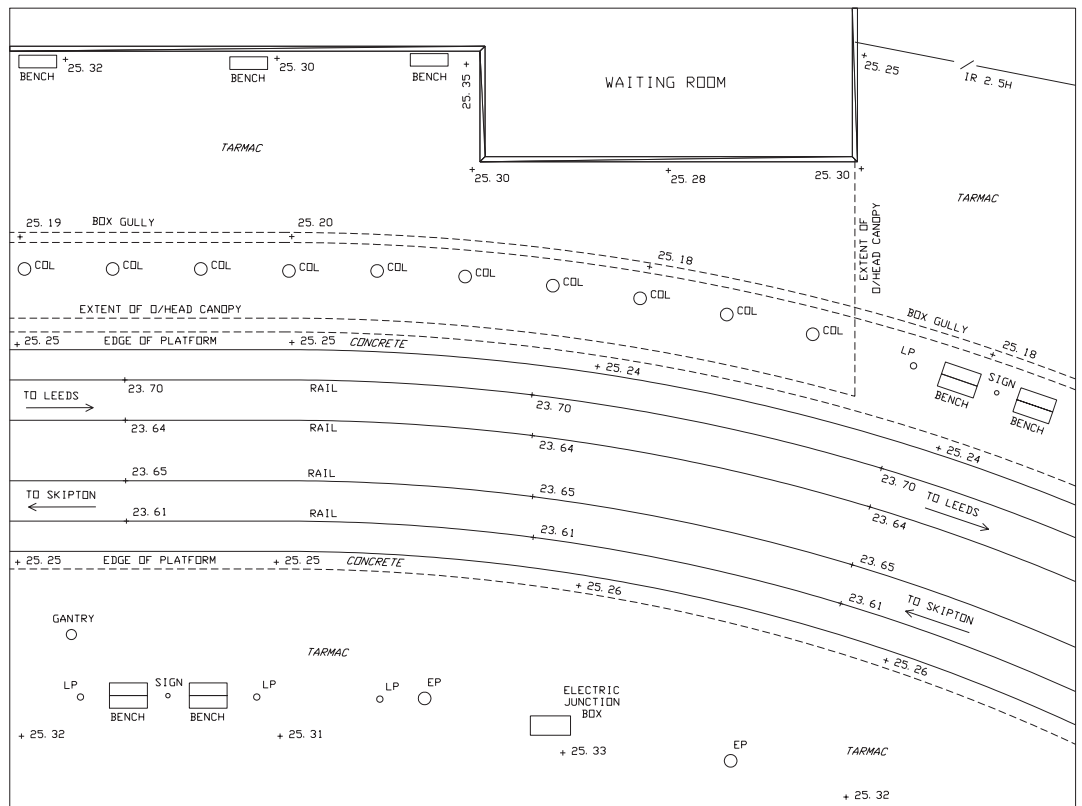 BENCH
25. 32
BENCH
25. 30
BENCH
25. 35
WAITING ROOM
25. 25
IR 2. 5H
TARMAC
25. 30
25. 28
25. 30
TARMAC
25. 19
BOX GULLY
25. 20
25. 18
EXTENT OF
O/HEAD CANOPY
COL
COL
COL
COL
COL
COL
COL
COL
COL
COL
BOX GULLY
25. 18
EXTENT OF O/HEAD CANOPY
25. 25
EDGE OF PLATFORM
25. 25
CONCRETE
25. 24
LP
SIGN
BENCH
BENCH
23. 70
RAIL
TO LEEDS
23. 70
23. 64
RAIL
23. 64
25. 24
23. 65
RAIL
23. 65
23. 70
TO LEEDS
TO SKIPTON
23. 61
RAIL
23. 61
23. 64
25. 25
EDGE OF PLATFORM
25. 25
CONCRETE
25. 26
23. 65
23. 61
TO SKIPTON
GANTRY
TARMAC
25. 26
LP
SIGN
LP
LP
EP
BENCH
BENCH
ELECTRIC
JUNCTION
BOX
25. 32
25. 31
25. 33
EP
TARMAC
25. 32